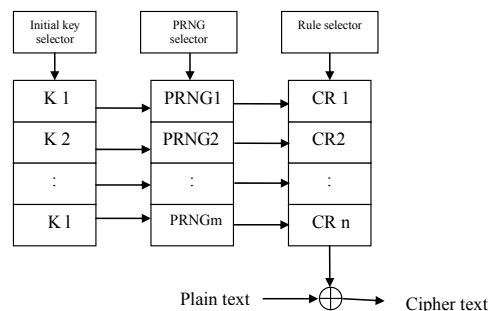 Initial key
selector
PRNG
selector
Rule selector
K 1
PRNG1
CR 1
K 2
PRNG2
CR2
:
:
:
K l
PRNGm
CR n
Plain text
Cipher text